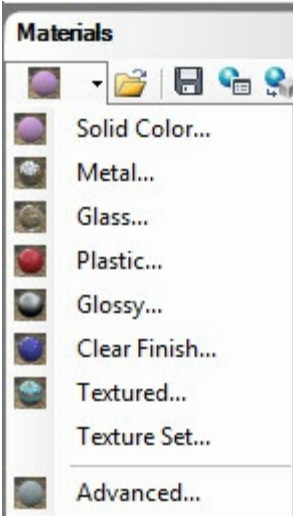 Materials
Solid Color...
Metal...
Glass...
Plastic...
Glossy...
Clear Finish...
Textured...
Texture Set...
Advanced...